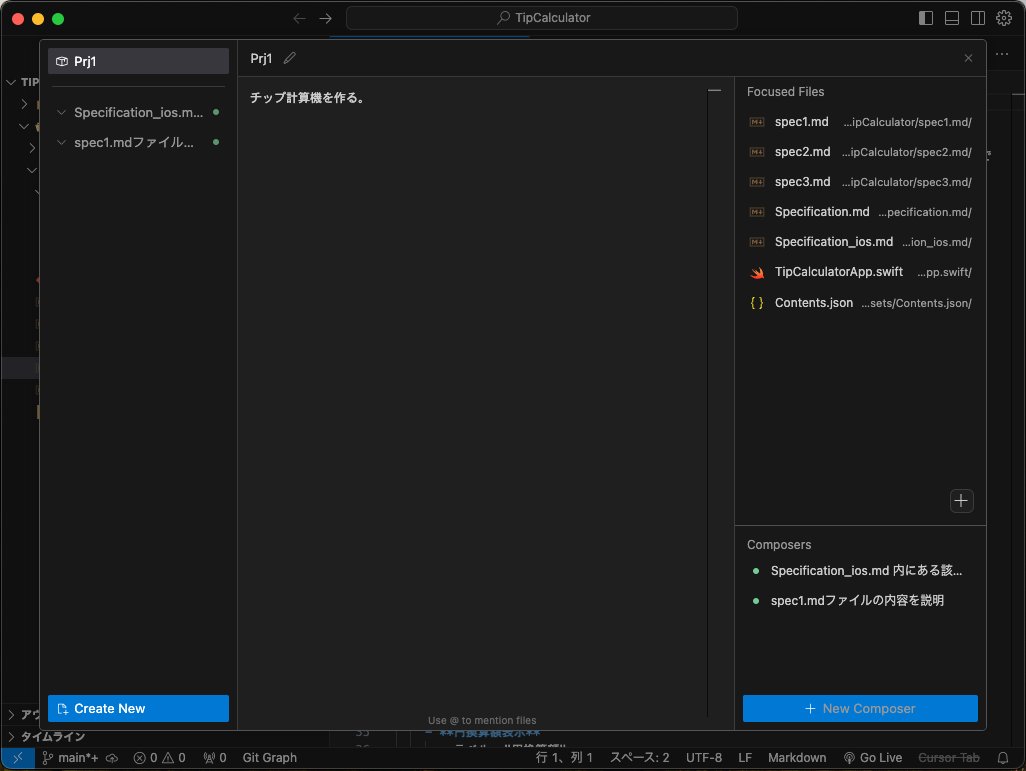 TipCalculator
TIP
Prj1
Specification_ios.m...
spec1.mdファイル...
Create New
Prj1
チップ計算機を作る。
Use @ to mention files
Focused Files
spec1.md ...ipCalculator/spec1.md/
spec2.md ...ipCalculator/spec2.md/
spec3.md ...ipCalculator/spec3.md/
Specification.md ...pecification.md/
Specification_ios.md ...ion_ios.md/
TipCalculatorApp.swift ...pp.swift/
{ } Contents.json ...sets/Contents.json/
Composers
Specification_ios.md 内にある該...
spec1.mdファイルの内容を説明
+ New Composer
アウ
タイムライン
35 - **円換算額表示**
main*+ 0 0 0 Git Graph 行 1、列 1 スペース: 2 UTF-8 LF Markdown Go Live Cursor Tab